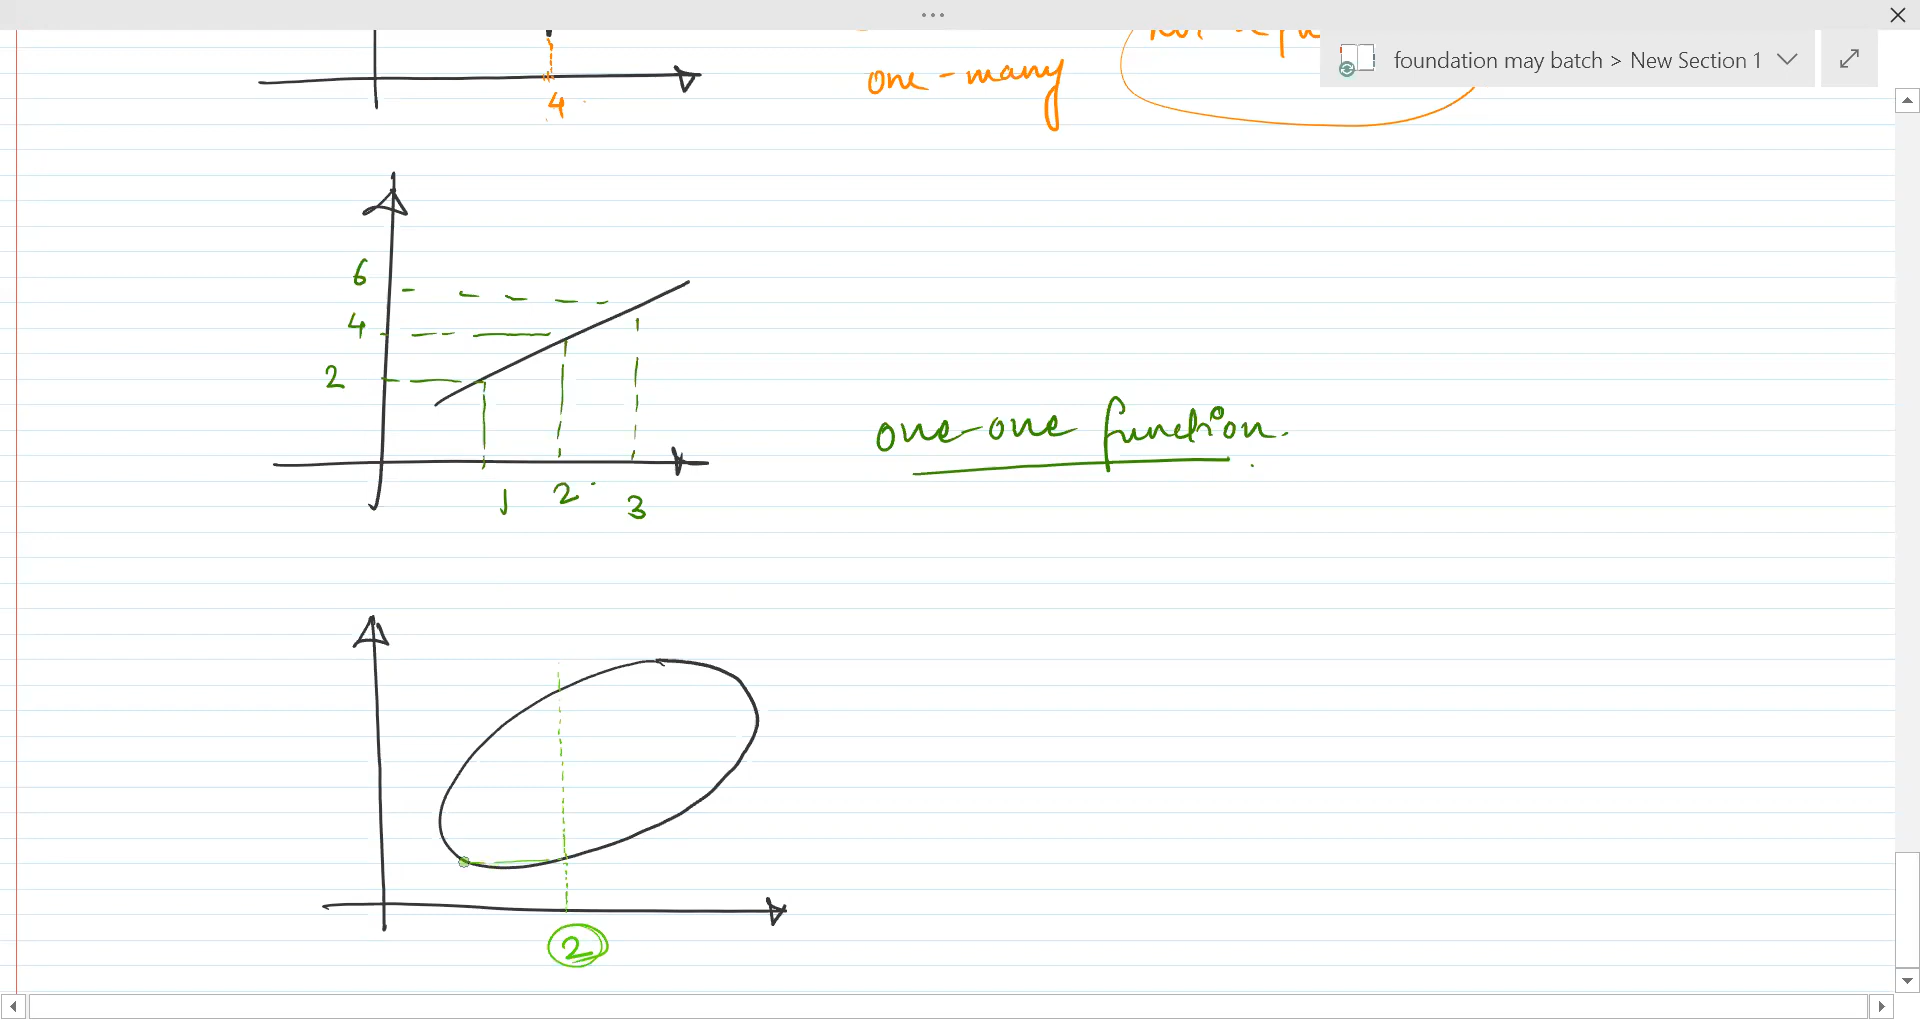 foundation may batch > New Section 1
one - many
4
6
4
2
one-one function.
1 2 3
2